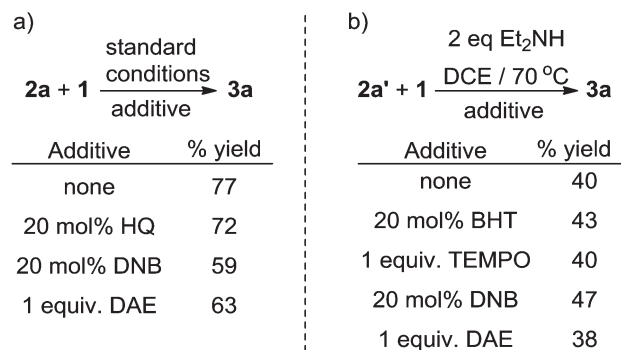 a)
standard
conditions
2a + 1 3a
additive
Additive % yield
none 77
20 mol% HQ 72
20 mol% DNB 59
1 equiv. DAE 63
b)
2 eq Et₂NH
DCE / 70 °C
2a' + 1 3a
additive
Additive % yield
none 40
20 mol% BHT 43
1 equiv. TEMPO 40
20 mol% DNB 47
1 equiv. DAE 38